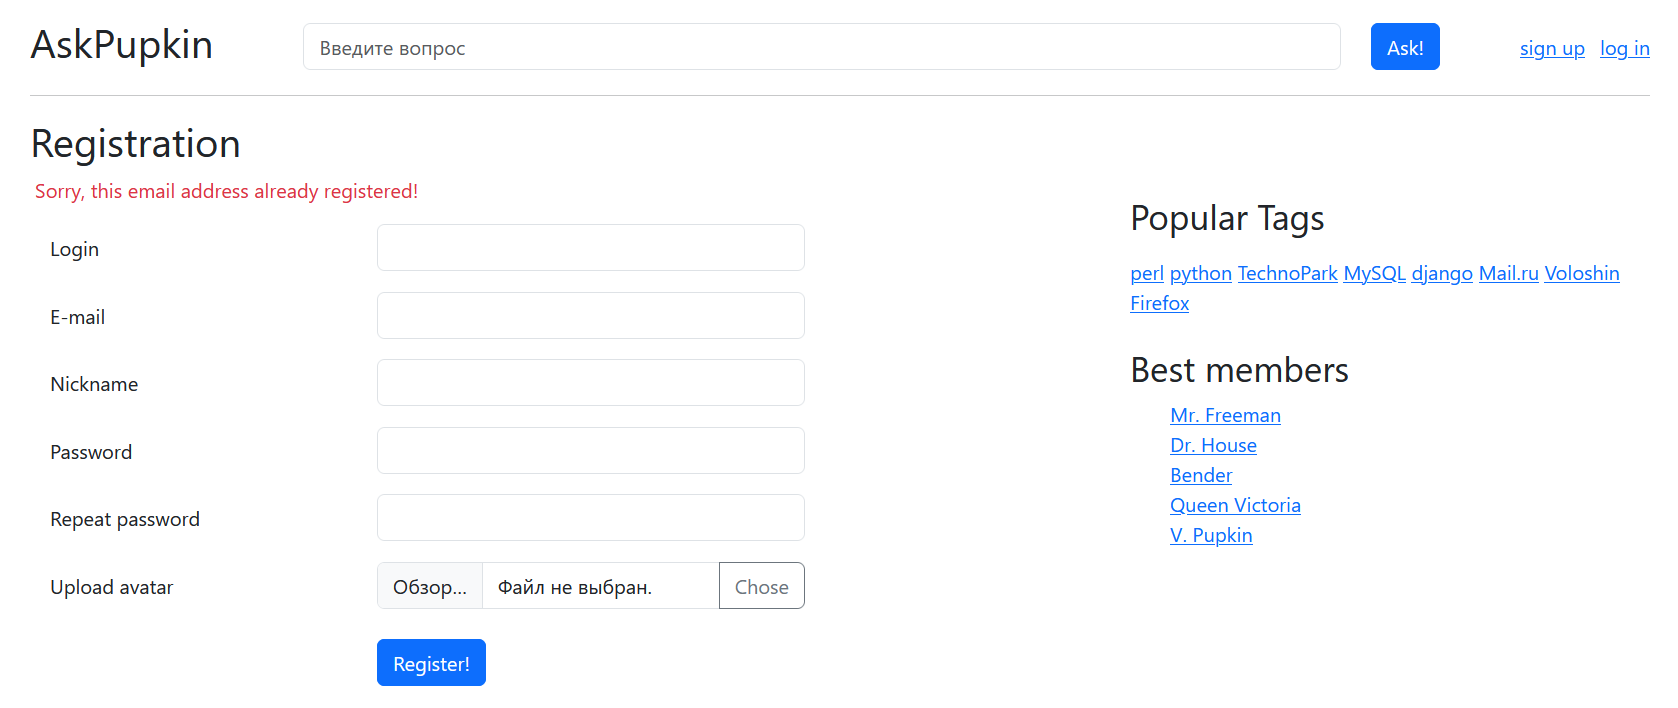 AskPupkin
Введите вопрос
Ask!
sign up log in
Registration
Sorry, this email address already registered!
Login
E-mail
Nickname
Password
Repeat password
Upload avatar
Обзор... Файл не выбран. Chose
Register!
Popular Tags
perl python TechnoPark MySQL django Mail.ru Voloshin
Firefox
Best members
Mr. Freeman
Dr. House
Bender
Queen Victoria
V. Pupkin